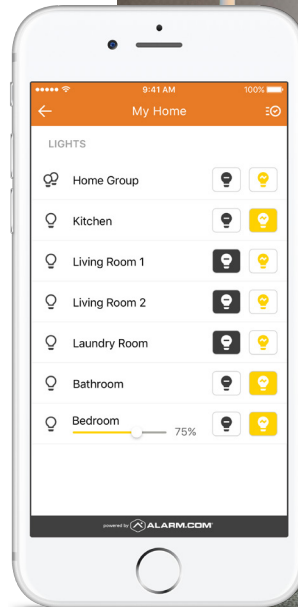 9:41 AM 100%
My Home
LIGHTS
Home Group
Kitchen
Living Room 1
Living Room 2
Laundry Room
Bathroom
Bedroom
75%
powered by ALARM.COM